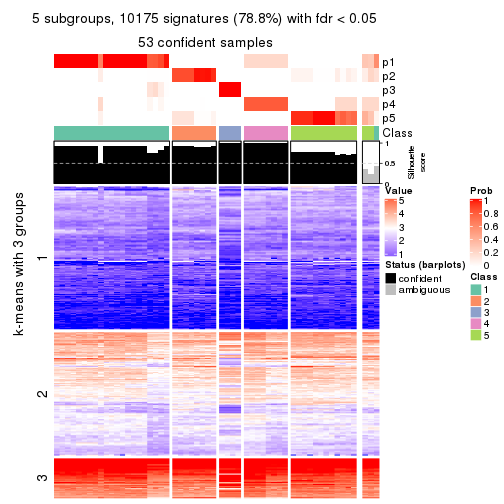 5 subgroups, 10175 signatures (78.8%) with fdr < 0.05
53 confident samples
p1
p2
p3
p4
p5
Class
1
0.5
0
Silhouette
score
k-means with 3 groups
1
2
3
Value
5
4
3
2
1
Status (barplots)
confident
ambiguous
Prob
1
0.8
0.6
0.4
0.2
0
Class
1
2
3
4
5